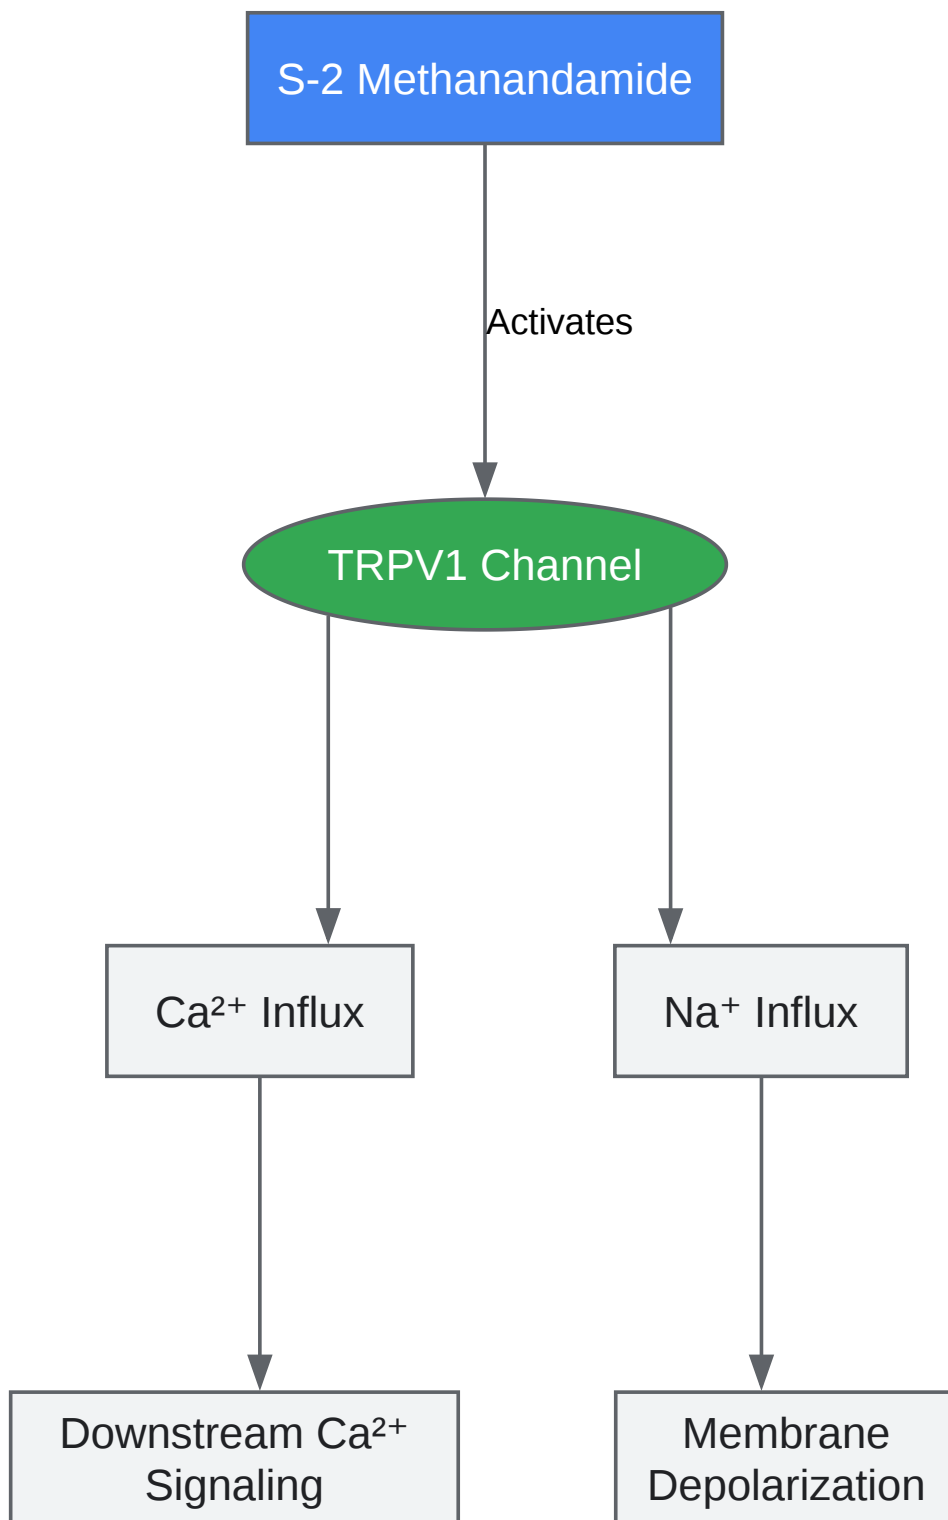 S-2 Methanandamide
Activates
TRPV1 Channel
Ca²⁺ Influx
Na⁺ Influx
Downstream Ca²⁺
Signaling
Membrane
Depolarization